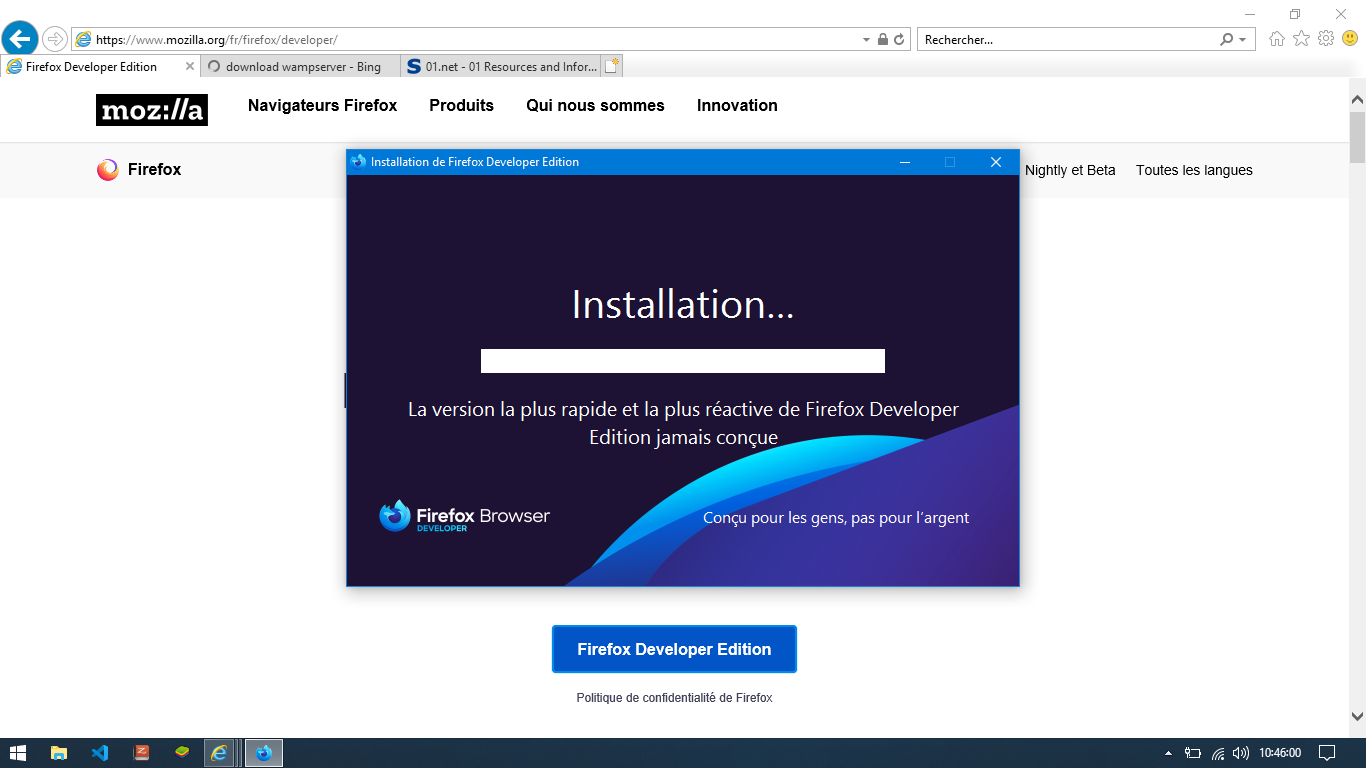 https://www.mozilla.org/fr/firefox/developer/
Rechercher...
Firefox Developer Edition
download wampserver - Bing
01.net - 01 Resources and Infor...
moz://a
Navigateurs Firefox
Produits
Qui nous sommes
Innovation
Firefox
Nightly et Beta
Toutes les langues
Installation de Firefox Developer Edition
Installation...
La version la plus rapide et la plus réactive de Firefox Developer
Edition jamais conçue
Firefox Browser
DEVELOPER
Conçu pour les gens, pas pour l’argent
Firefox Developer Edition
Politique de confidentialité de Firefox
10:46:00